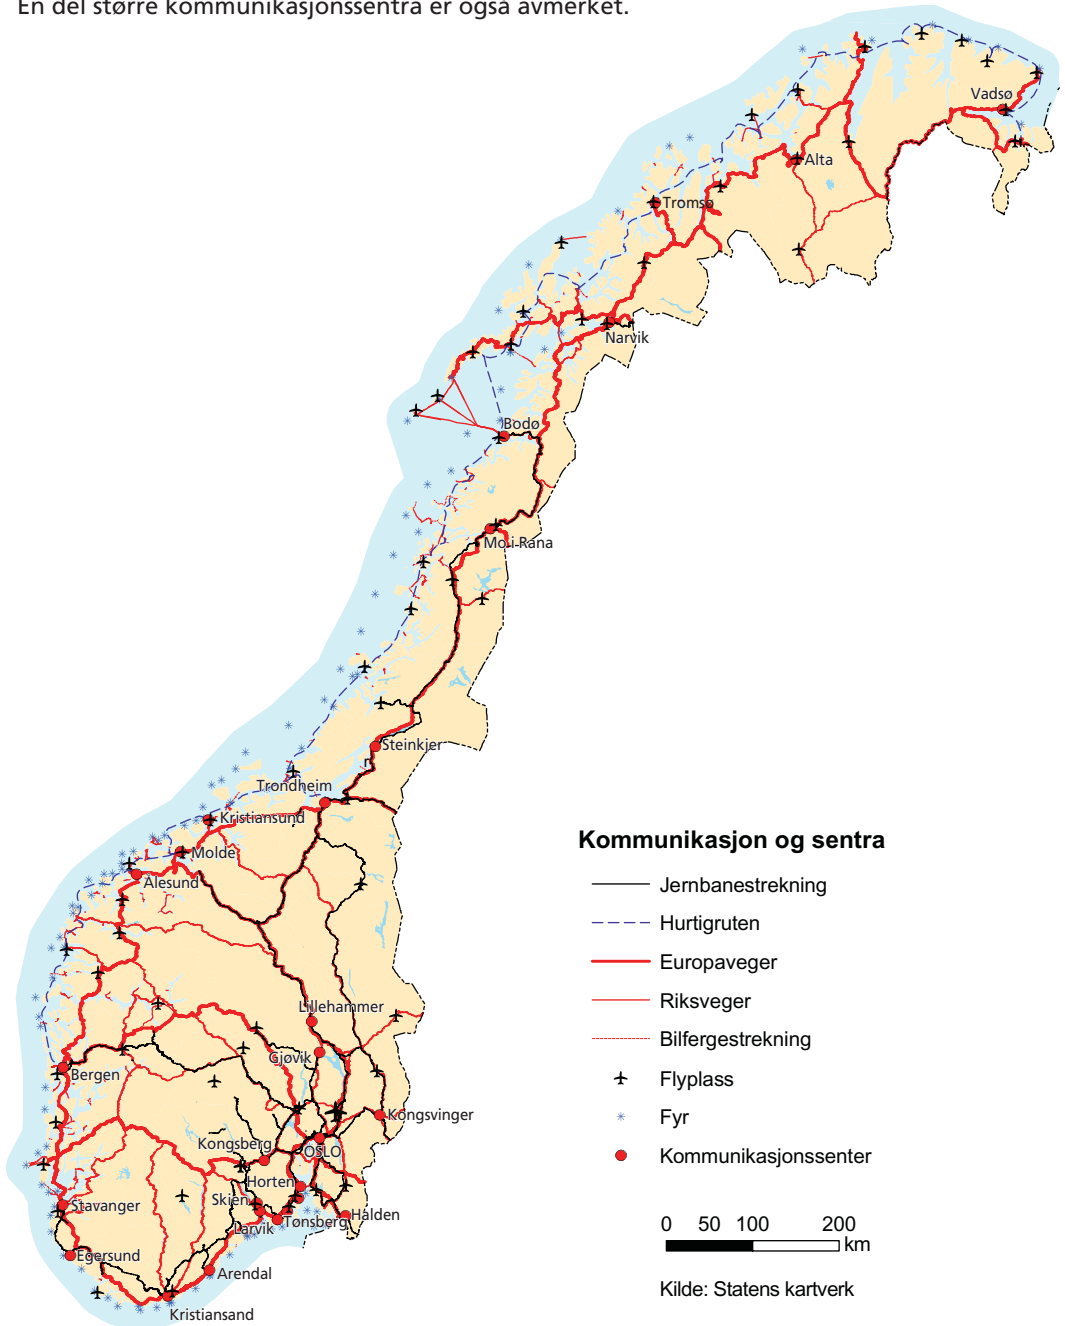 En del større kommunikasjonssentra er også avmerket.
Vadsø
Alta
Tromsø
Narvik
Bodø
Mo i Rana
Steinkjer
Trondheim
Kristiansund
Molde
Ålesund
Lillehammer
Gjøvik
Bergen
Kongsvinger
Kongsberg
OSLO
Horten
Skien
Stavanger
Tønsberg
Halden
Larvik
Egersund
Arendal
Kristiansand
Kommunikasjon og sentra
Jernbanestrekning
Hurtigruten
Europaveger
Riksveger
Bilfergestrekning
Flyplass
Fyr
Kommunikasjonssenter
0 50 100 200
km
Kilde: Statens kartverk